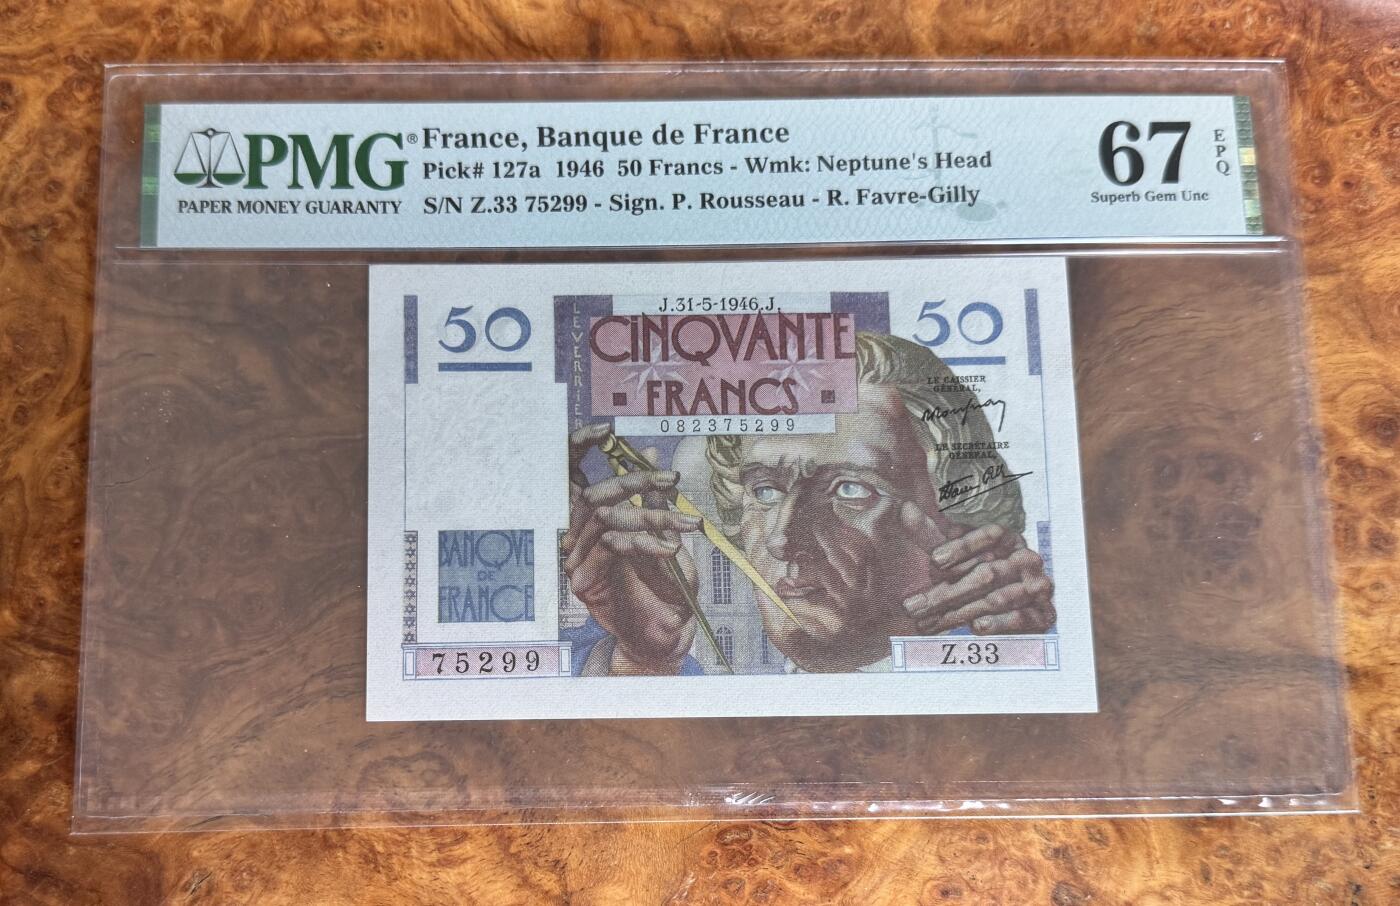 PMG®
PAPER MONEY GUARANTY
France, Banque de France
Pick# 127a 1946 50 Francs - Wmk: Neptune's Head
S/N Z.33 75299 - Sign. P. Rousseau - R. Favre-Gilly
67
EPQ
Superb Gem Unc
50
LEVERRIER
J.31-5-1946.J.
CINQVANTE
FRANCS
082375299
50
LE CAISSIER
GÉNÉRAL,
LE SECRÉTAIRE
GÉNÉRAL,
BANQVE
DE
FRANCE
75299
Z.33